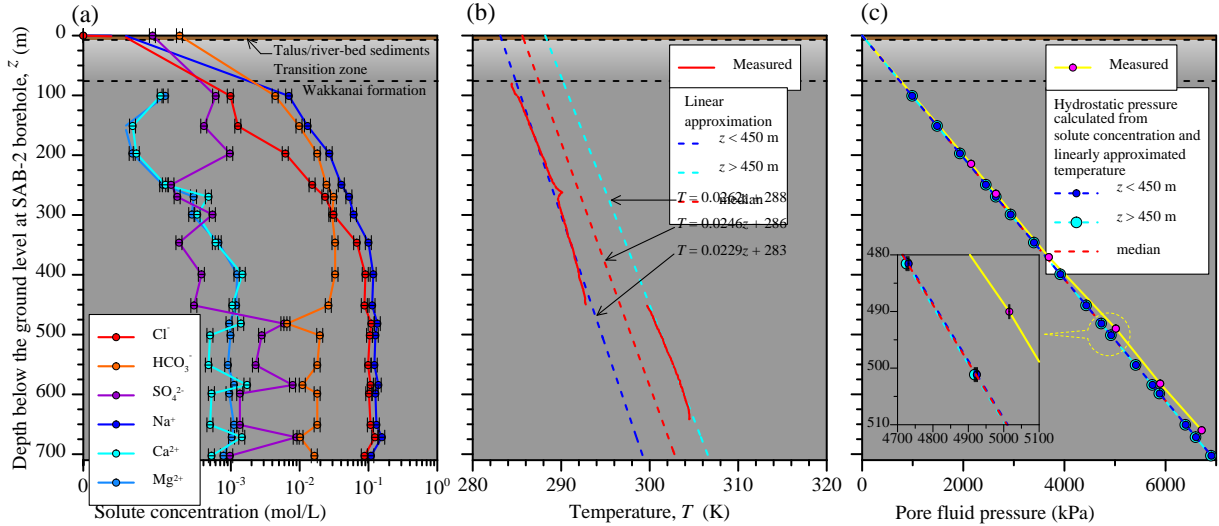 (a)
(b)
(c)
Depth below the ground level at SAB-2 borehole, z (m)
0
100
200
300
400
500
600
700
Talus/river-bed sediments
Transition zone
Wakkanai formation
Cl⁻
HCO₃⁻
SO₄²⁻
Na⁺
Ca²⁺
Mg²⁺
0
10⁻³
10⁻²
10⁻¹
10⁰
Solute concentration (mol/L)
Measured
Linear
approximation
z < 450 m
z > 450 m
median
T = 0.0262z + 288
T = 0.0246z + 286
T = 0.0229z + 283
280
290
300
310
320
Temperature, T (K)
Measured
Hydrostatic pressure
calculated from
solute concentration and
linearly approximated
temperature
z < 450 m
z > 450 m
median
480
490
500
510
4700
4800
4900
5000
5100
0
2000
4000
6000
Pore fluid pressure (kPa)